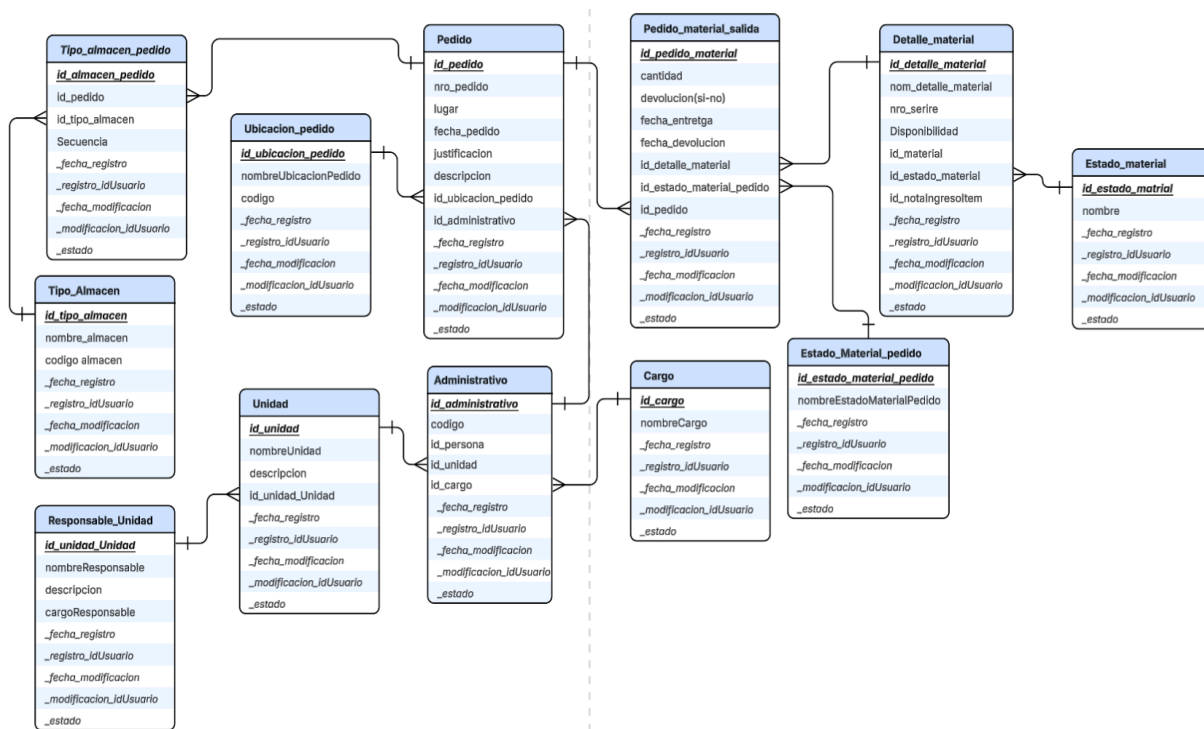 Tipo_almacen_pedido
id_almacen_pedido
id_pedido
id_tipo_almacen
Secuencia
_fecha_registro
_registro_idUsuario
_fecha_modificacion
_modificacion_idUsuario
_estado
Tipo_Almacen
id_tipo_almacen
nombre_almacen
codigo almacen
_fecha_registro
_registro_idUsuario
_fecha_modificacion
_modificacion_idUsuario
_estado
Responsable_Unidad
id_unidad_Unidad
nombreResponsable
descripcion
cargoResponsable
_fecha_registro
_registro_idUsuario
_fecha_modificacion
_modificacion_idUsuario
_estado
Ubicacion_pedido
id_ubicacion_pedido
nombreUbicacionPedido
codigo
_fecha_registro
_registro_idUsuario
_fecha_modificacion
_modificacion_idUsuario
_estado
Unidad
id_unidad
nombreUnidad
descripcion
id_unidad_Unidad
_fecha_registro
_registro_idUsuario
_fecha_modificacion
_modificacion_idUsuario
_estado
Pedido
id_pedido
nro_pedido
lugar
fecha_pedido
justificacion
descripcion
id_ubicacion_pedido
id_administrativo
_fecha_registro
_registro_idUsuario
_fecha_modificacion
_modificacion_idUsuario
_estado
Administrativo
id_administrativo
codigo
id_persona
id_unidad
id_cargo
_fecha_registro
_registro_idUsuario
_fecha_modificacion
_modificacion_idUsuario
_estado
Pedido_material_salida
id_pedido_material
cantidad
devolucion(si-no)
fecha_entretga
fecha_devolucion
id_detalle_material
id_estado_material_pedido
id_pedido
_fecha_registro
_registro_idUsuario
_fecha_modificacion
_modificacion_idUsuario
_estado
Cargo
id_cargo
nombreCargo
_fecha_registro
_registro_idUsuario
_fecha_modificacion
_modificacion_idUsuario
_estado
Detalle_material
id_detalle_material
nom_detalle_material
nro_serire
Disponibilidad
id_material
id_estado_material
id_notaIngresoItem
_fecha_registro
_registro_idUsuario
_fecha_modificacion
_modificacion_idUsuario
_estado
Estado_Material_pedido
id_estado_material_pedido
nombreEstadoMaterialPedido
_fecha_registro
_registro_idUsuario
_fecha_modificacion
_modificacion_idUsuario
_estado
Estado_material
id_estado_matrial
nombre
_fecha_registro
_registro_idUsuario
_fecha_modificacion
_modificacion_idUsuario
_estado